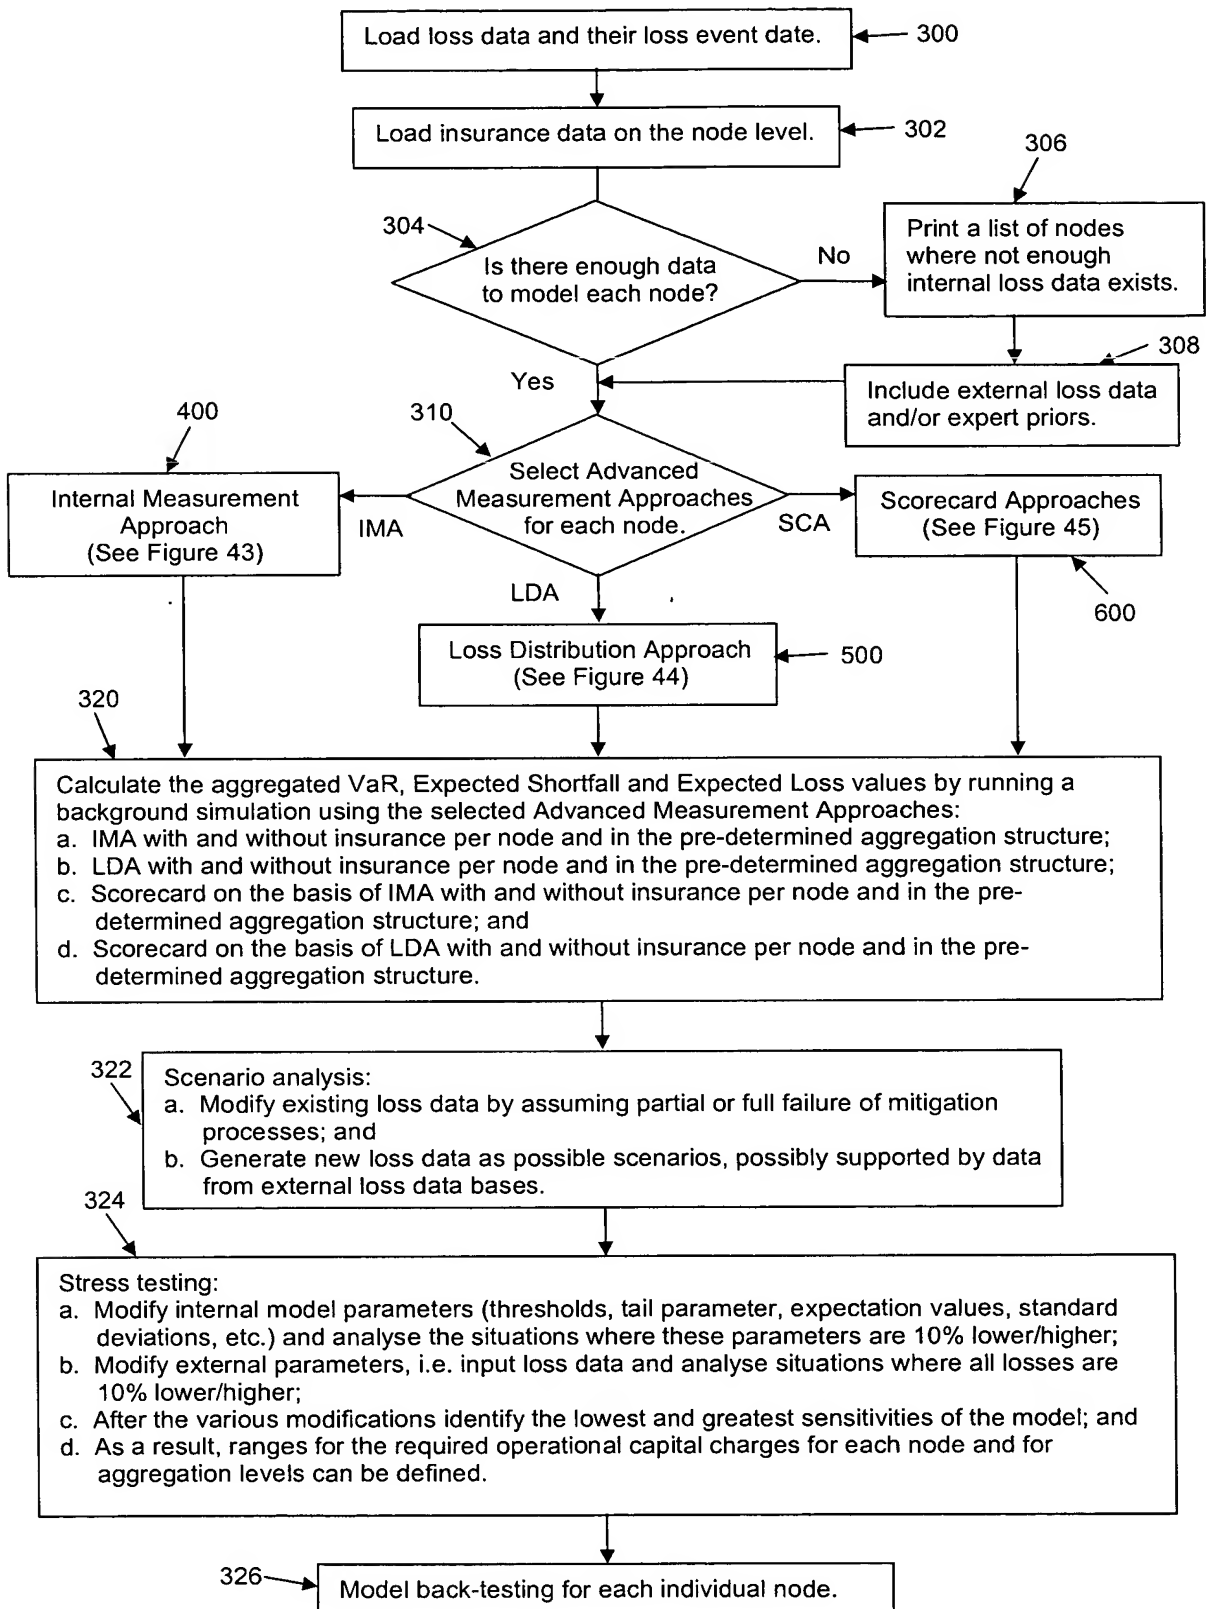 Load loss data and their loss event date.
300
Load insurance data on the node level.
302
306
304
Is there enough data
to model each node?
No
Print a list of nodes
where not enough
internal loss data exists.
308
Yes
Include external loss data
and/or expert priors.
400
310
Internal Measurement
Approach
(See Figure 43)
IMA
Select Advanced
Measurement Approaches
for each node.
SCA
Scorecard Approaches
(See Figure 45)
LDA
600
Loss Distribution Approach
(See Figure 44)
500
320
Calculate the aggregated VaR, Expected Shortfall and Expected Loss values by running a
background simulation using the selected Advanced Measurement Approaches:
a. IMA with and without insurance per node and in the pre-determined aggregation structure;
b. LDA with and without insurance per node and in the pre-determined aggregation structure;
c. Scorecard on the basis of IMA with and without insurance per node and in the pre-
determined aggregation structure; and
d. Scorecard on the basis of LDA with and without insurance per node and in the pre-
determined aggregation structure.
322
Scenario analysis:
a. Modify existing loss data by assuming partial or full failure of mitigation
processes; and
b. Generate new loss data as possible scenarios, possibly supported by data
from external loss data bases.
324
Stress testing:
a. Modify internal model parameters (thresholds, tail parameter, expectation values, standard
deviations, etc.) and analyse the situations where these parameters are 10% lower/higher;
b. Modify external parameters, i.e. input loss data and analyse situations where all losses are
10% lower/higher;
c. After the various modifications identify the lowest and greatest sensitivities of the model; and
d. As a result, ranges for the required operational capital charges for each node and for
aggregation levels can be defined.
326
Model back-testing for each individual node.